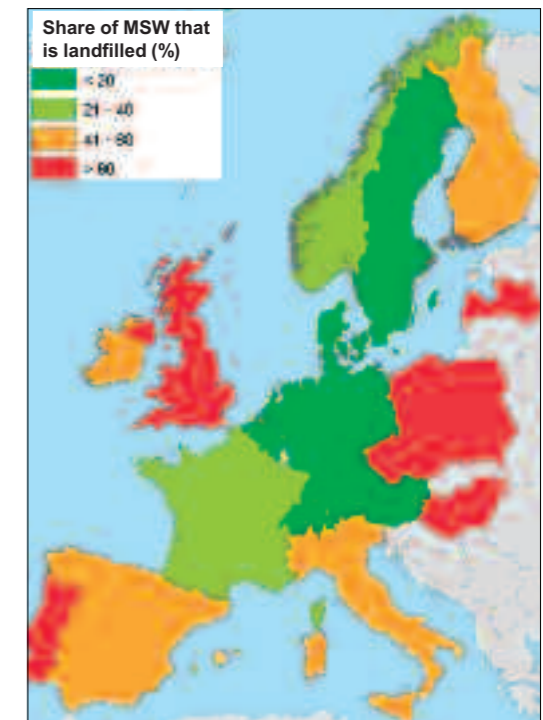 Share of MSW that
is landfilled (%)
< 20
21 - 40
41 - 60
> 60